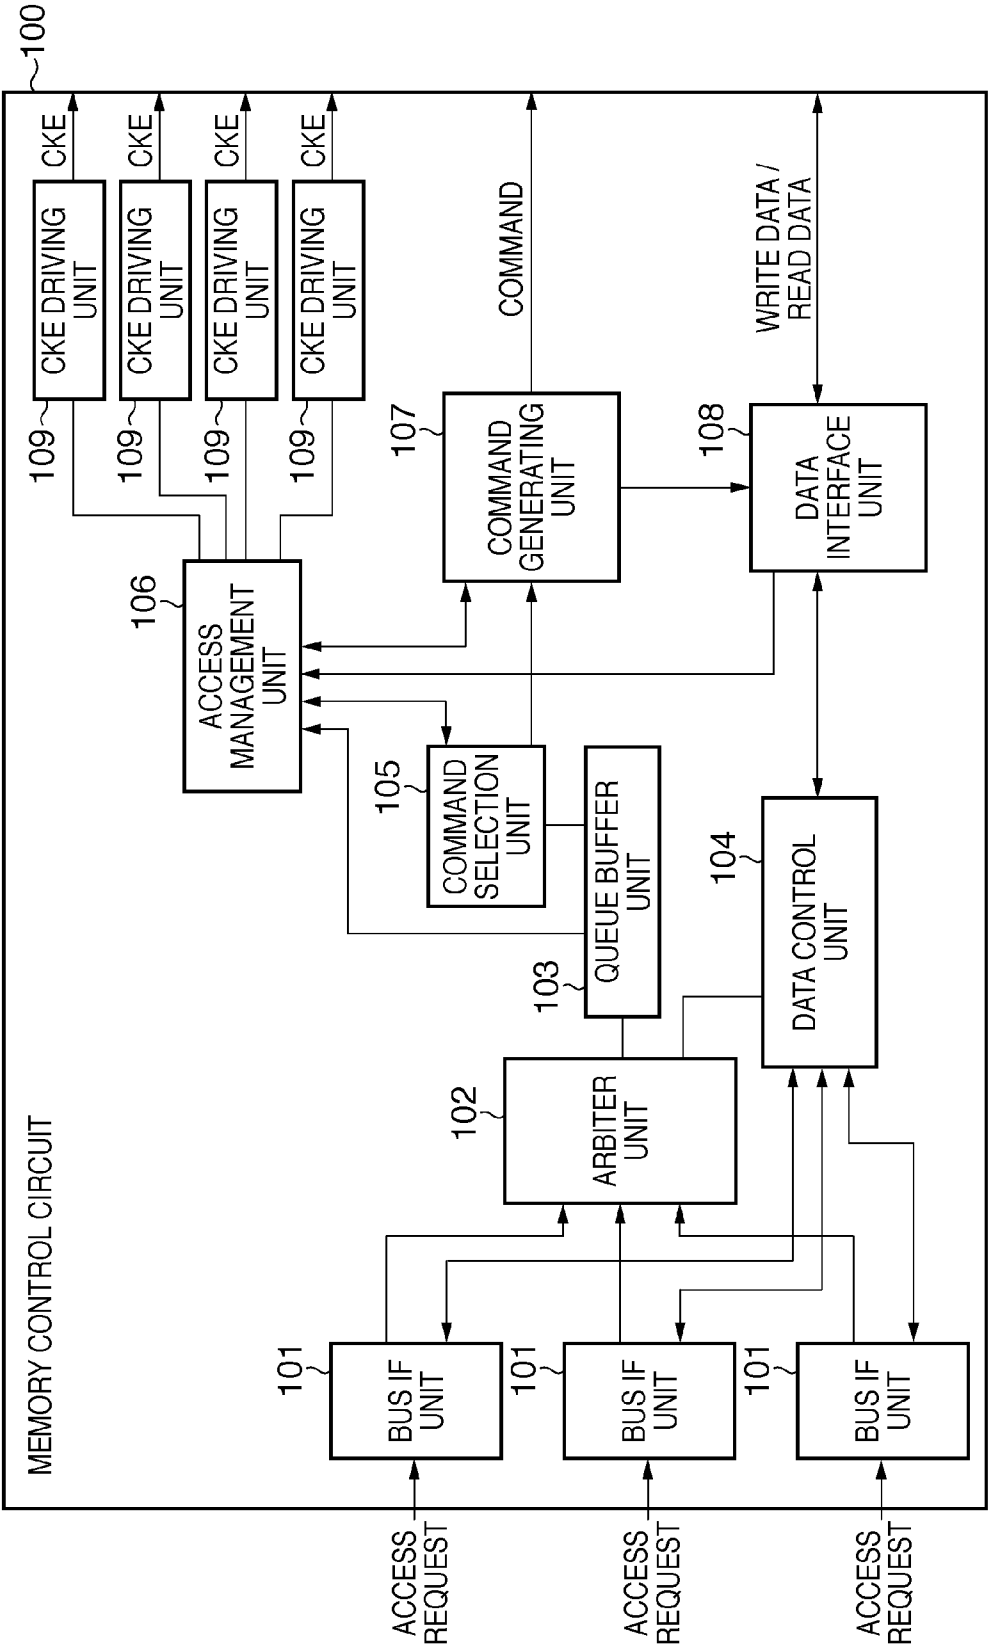 100
MEMORY CONTROL CIRCUIT
ACCESS
REQUEST
ACCESS
REQUEST
ACCESS
REQUEST
101
BUS IF
UNIT
101
BUS IF
UNIT
101
BUS IF
UNIT
102
ARBITER
UNIT
103
QUEUE BUFFER
UNIT
104
DATA CONTROL
UNIT
105
COMMAND
SELECTION
UNIT
106
ACCESS
MANAGEMENT
UNIT
107
COMMAND
GENERATING
UNIT
108
DATA
INTERFACE
UNIT
109
CKE DRIVING
UNIT
CKE
109
CKE DRIVING
UNIT
CKE
109
CKE DRIVING
UNIT
CKE
109
CKE DRIVING
UNIT
CKE
COMMAND
WRITE DATA /
READ DATA